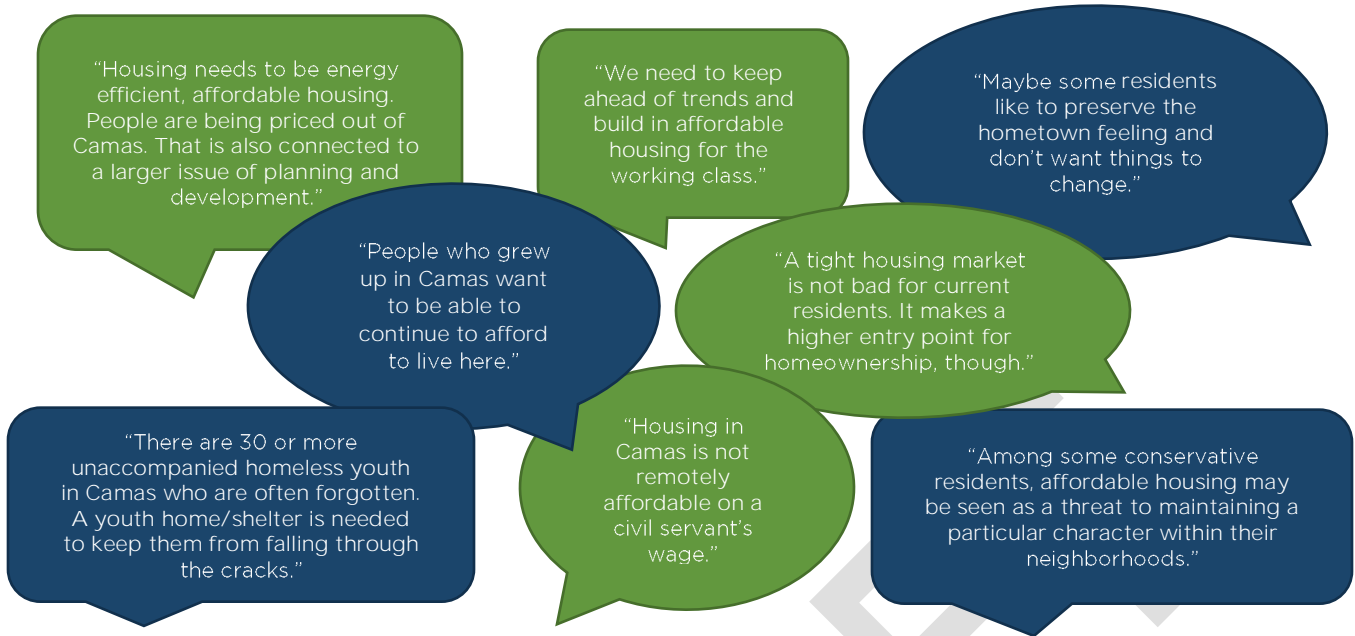 “Housing needs to be energy
efficient, affordable housing.
People are being priced out of
Camas. That is also connected to
a larger issue of planning and
development.”
“We need to keep
ahead of trends and
build in affordable
housing for the
working class.”
“Maybe some residents
like to preserve the
hometown feeling and
don’t want things to
change.”
“People who grew
up in Camas want
to be able to
continue to afford
to live here.”
“A tight housing market
is not bad for current
residents. It makes a
higher entry point for
homeownership, though.”
“There are 30 or more
unaccompanied homeless youth
in Camas who are often forgotten.
A youth home/shelter is needed
to keep them from falling through
the cracks.”
“Housing in
Camas is not
remotely
affordable on a
civil servant’s
wage.”
“Among some conservative
residents, affordable housing may
be seen as a threat to maintaining a
particular character within their
neighborhoods.”